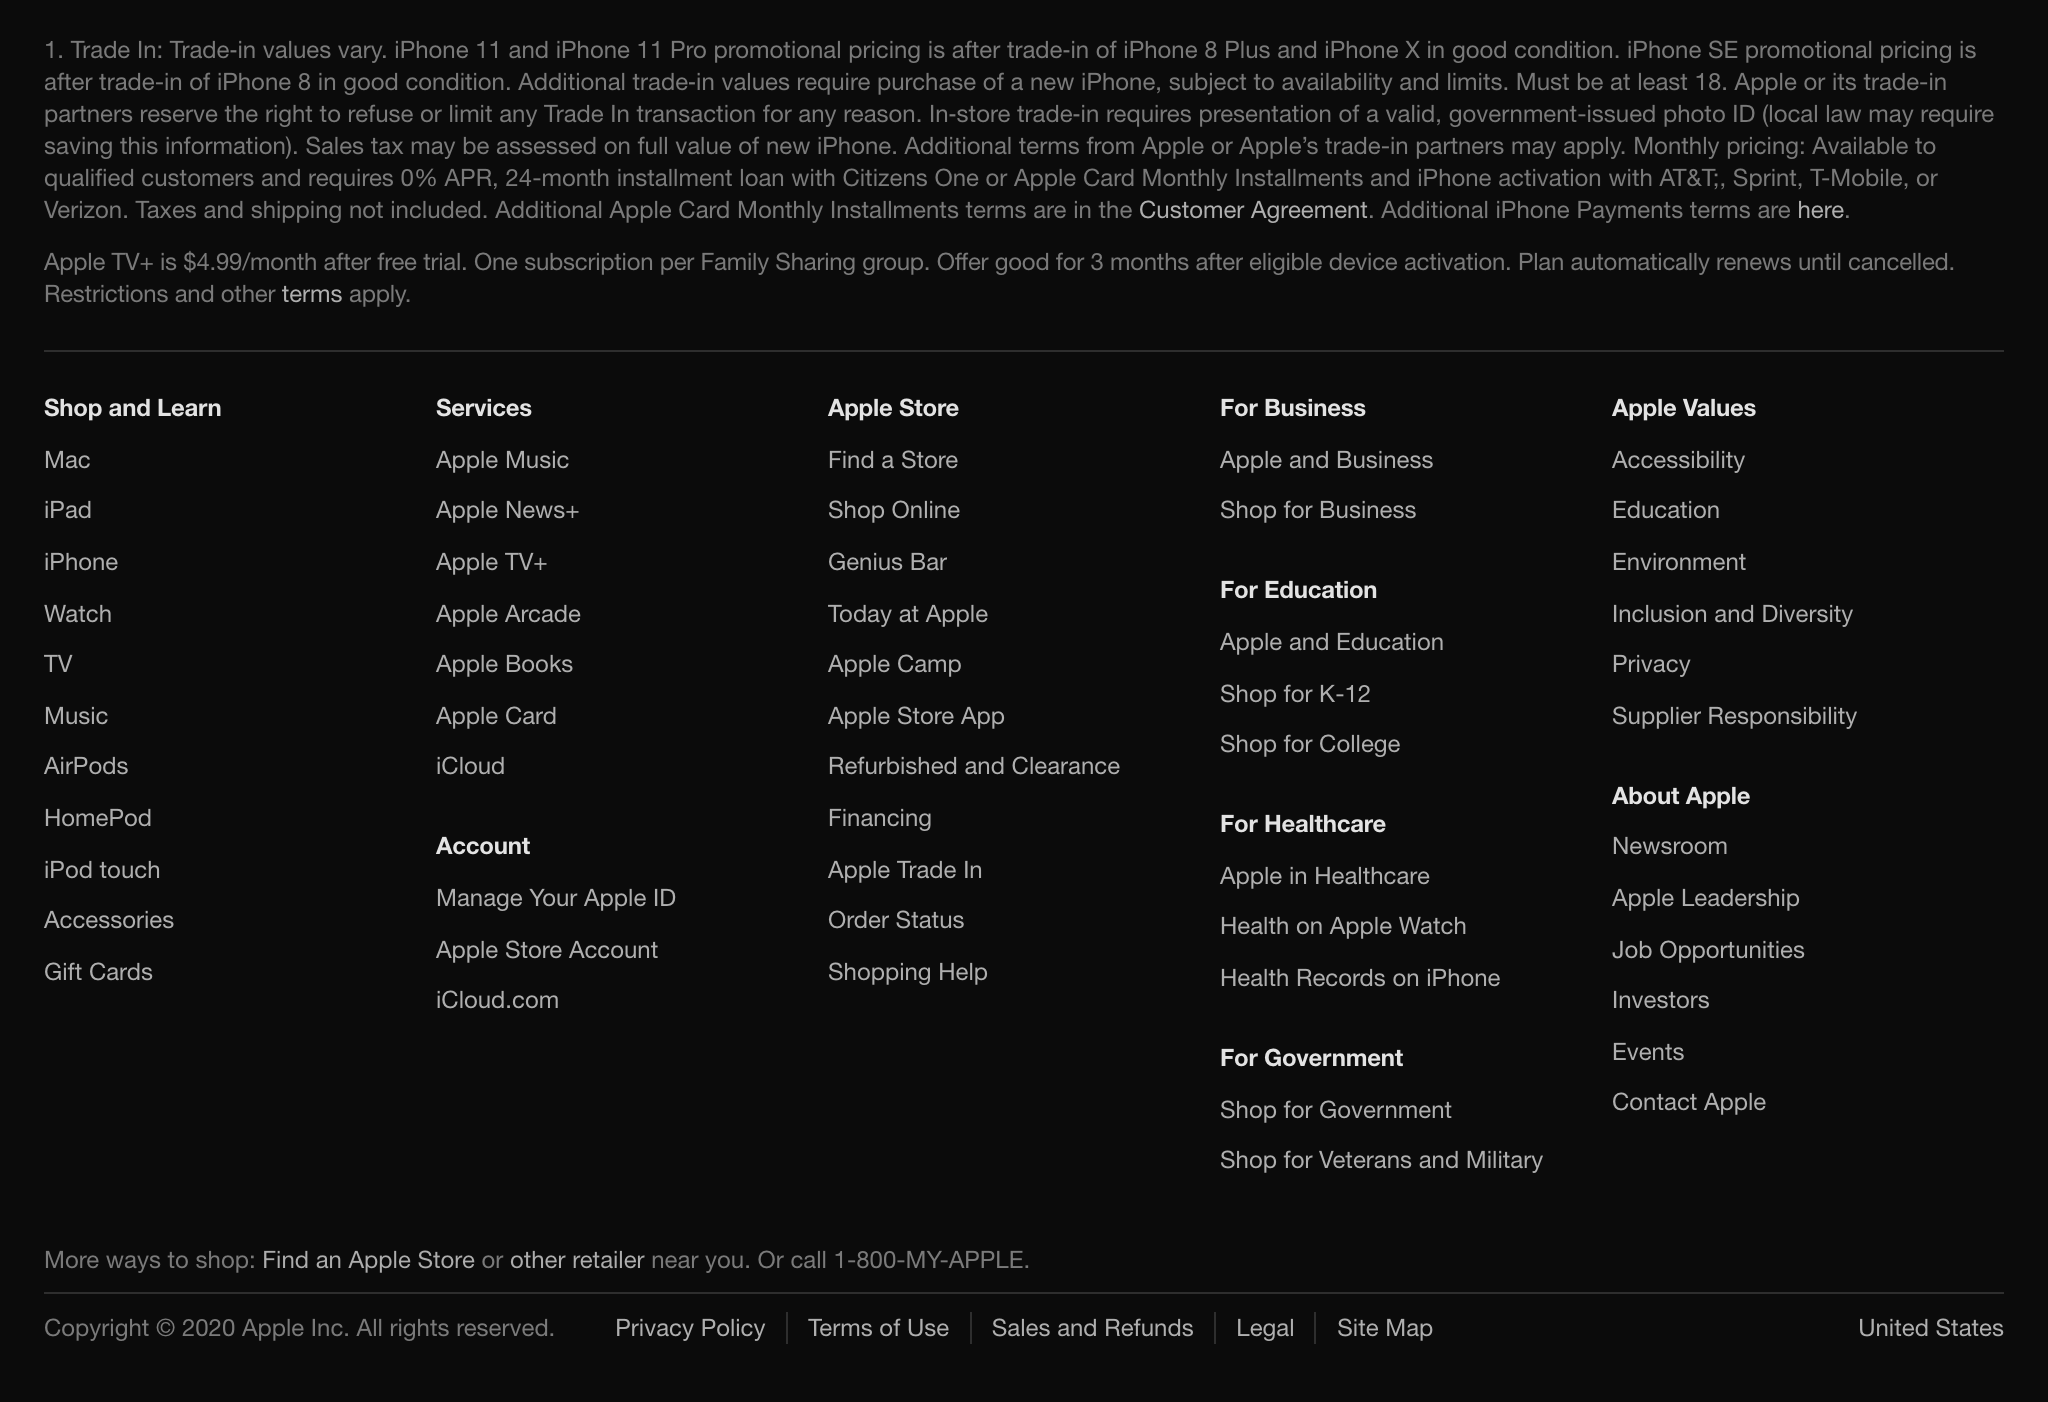 1. Trade In: Trade-in values vary. iPhone 11 and iPhone 11 Pro promotional pricing is after trade-in of iPhone 8 Plus and iPhone X in good condition. iPhone SE promotional pricing is
after trade-in of iPhone 8 in good condition. Additional trade-in values require purchase of a new iPhone, subject to availability and limits. Must be at least 18. Apple or its trade-in
partners reserve the right to refuse or limit any Trade In transaction for any reason. In-store trade-in requires presentation of a valid, government-issued photo ID (local law may require
saving this information). Sales tax may be assessed on full value of new iPhone. Additional terms from Apple or Apple’s trade-in partners may apply. Monthly pricing: Available to
qualified customers and requires 0% APR, 24-month installment loan with Citizens One or Apple Card Monthly Installments and iPhone activation with AT&T;, Sprint, T-Mobile, or
Verizon. Taxes and shipping not included. Additional Apple Card Monthly Installments terms are in the Customer Agreement. Additional iPhone Payments terms are here.
Apple TV+ is $4.99/month after free trial. One subscription per Family Sharing group. Offer good for 3 months after eligible device activation. Plan automatically renews until cancelled.
Restrictions and other terms apply.
Shop and Learn
Mac
iPad
iPhone
Watch
TV
Music
AirPods
HomePod
iPod touch
Accessories
Gift Cards
Services
Apple Music
Apple News+
Apple TV+
Apple Arcade
Apple Books
Apple Card
iCloud
Account
Manage Your Apple ID
Apple Store Account
iCloud.com
Apple Store
Find a Store
Shop Online
Genius Bar
Today at Apple
Apple Camp
Apple Store App
Refurbished and Clearance
Financing
Apple Trade In
Order Status
Shopping Help
For Business
Apple and Business
Shop for Business
For Education
Apple and Education
Shop for K-12
Shop for College
For Healthcare
Apple in Healthcare
Health on Apple Watch
Health Records on iPhone
For Government
Shop for Government
Shop for Veterans and Military
Apple Values
Accessibility
Education
Environment
Inclusion and Diversity
Privacy
Supplier Responsibility
About Apple
Newsroom
Apple Leadership
Job Opportunities
Investors
Events
Contact Apple
More ways to shop: Find an Apple Store or other retailer near you. Or call 1-800-MY-APPLE.
Copyright © 2020 Apple Inc. All rights reserved. Privacy Policy Terms of Use Sales and Refunds Legal Site Map United States